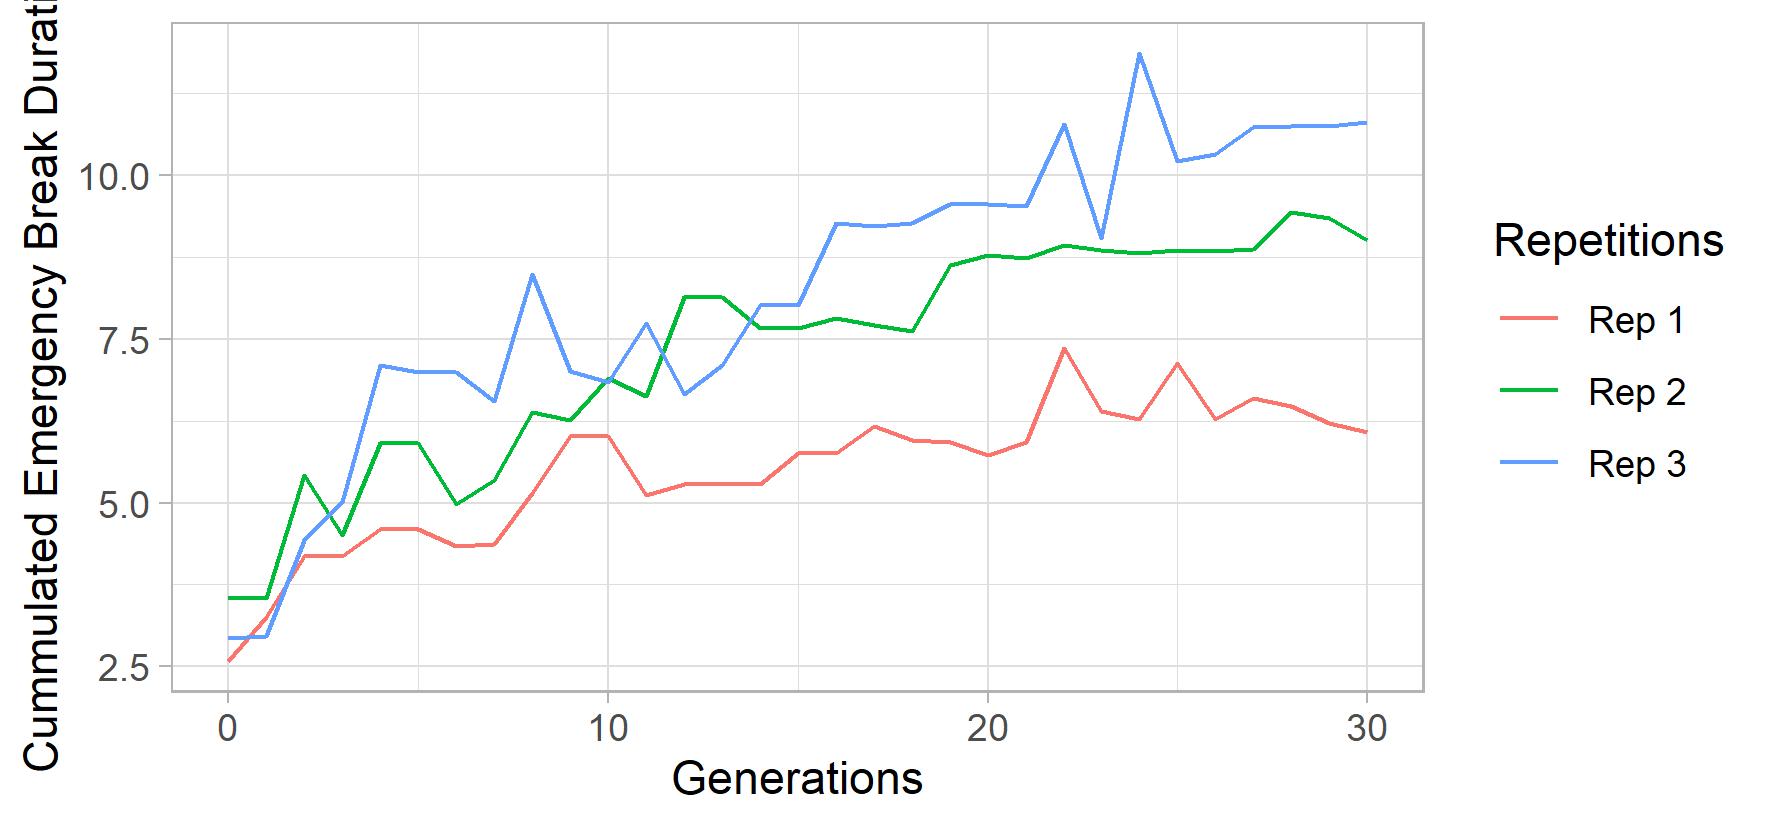 Cummulated Emergency Break Durati
10.0
7.5
5.0
2.5
0 10 20 30
Generations
Repetitions
Rep 1
Rep 2
Rep 3